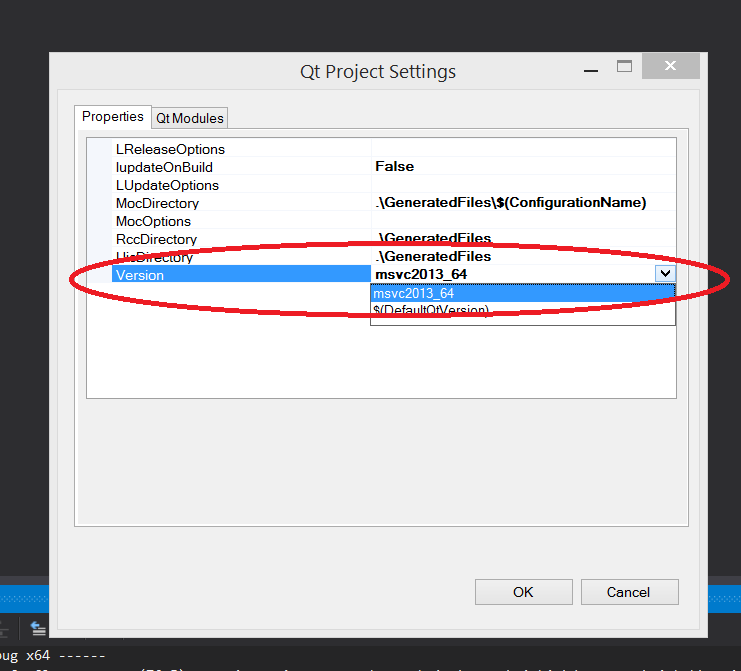 Qt Project Settings
Properties
Qt Modules
LReleaseOptions
lupdateOnBuild False
LUpdateOptions
MocDirectory .\GeneratedFiles\$(ConfigurationName)
MocOptions
RccDirectory .\GeneratedFiles
UicDirectory .\GeneratedFiles
Version msvc2013_64
msvc2013_64
$(DefaultQtVersion)
OK
Cancel
ug x64 ------